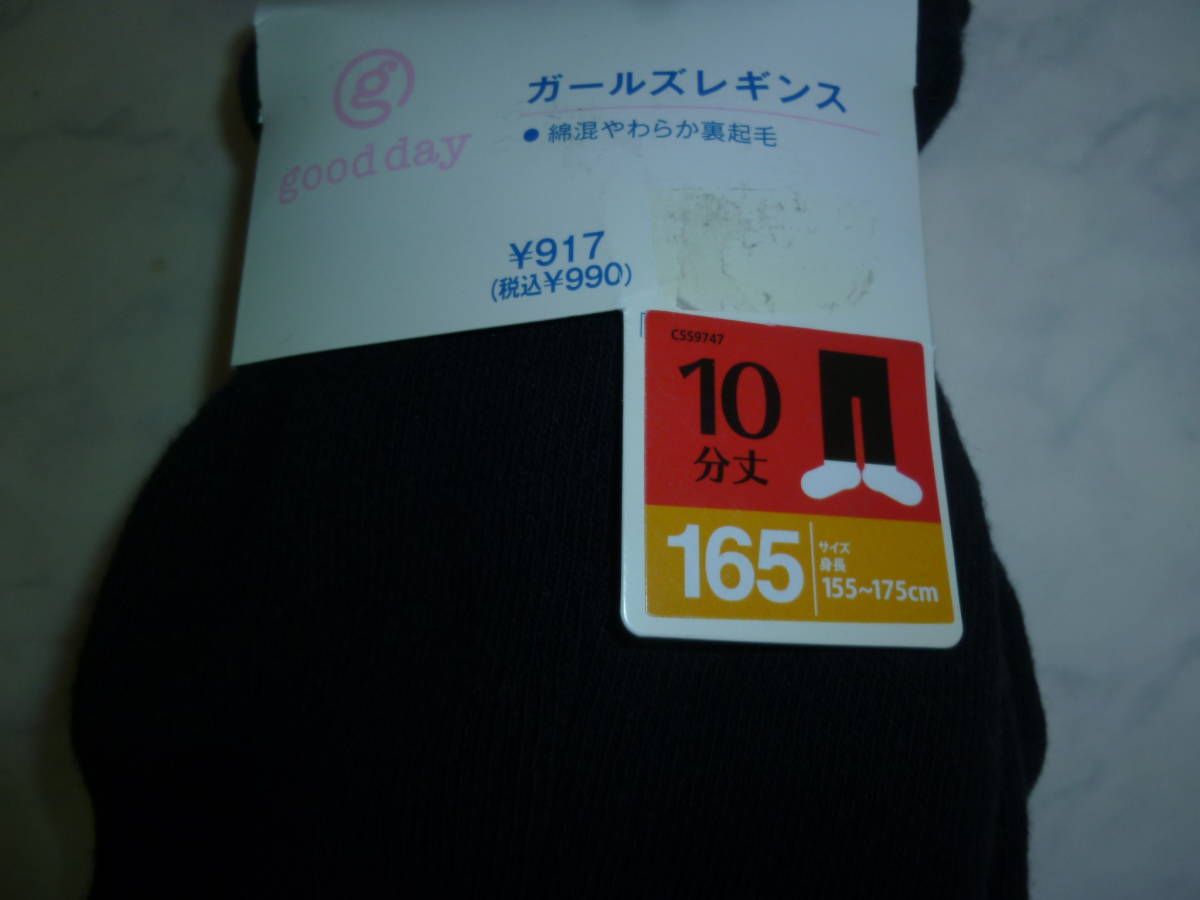 g
good day
ガールズレギンス
● 綿混やわらか裏起毛
¥917
(税込¥990)
C559747
10
分丈
165
サイズ
身長
155~175cm